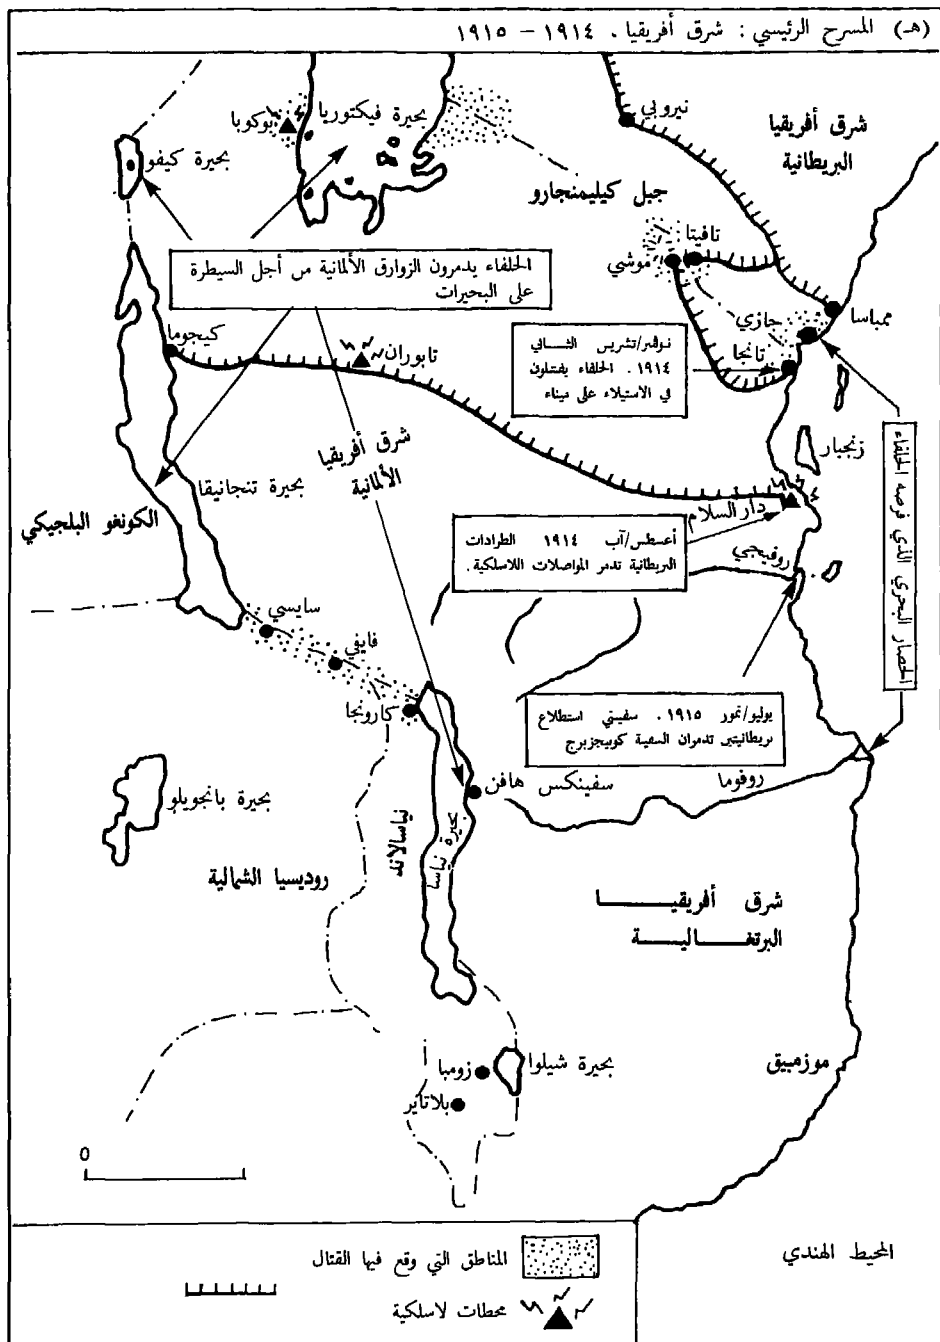 (هـ) المسرح الرئيسي : شرق أفريقيا ، ١٩١٤ - ١٩١٥
نيروبي
شرق أفريقيا
البريطانية
بحيرة فيكتوريا
بوكوبا
بحيرة كيفو
جبل كيليمنجارو
تافيتا
موشي
الحلفاء يدمرون الزوارق الألمانية من أجل السيطرة
على البحيرات
ممباسا
جازي
تانجا
نوفمبر/تشريس الثاني
١٩١٤ . الحلفاء يفشلون
في الاستيلاء على ميناء
كيجوما
تابوران
زنجبار
الحصار البحري الذي فرضه الحلفاء
شرق أفريقيا
الألمانية
بحيرة تنجانيقا
الكونغو البلجيكي
دار السلام
أغسطس/آب ١٩١٤ الطرادات
البريطانية تدمر المواصلات اللاسلكية .
روفيجي
سايسي
فايفي
كارونجا
يوليو/تمور ١٩١٥ . سفيتي استطلاع
بريطانيتين تدمران السفينة كوبيجزبرج
روفوما
سفينكس هافن
بحيرة بانجويلو
نياسالاند
بحيرة نياسا
روديسيا الشمالية
شرق أفريقيا
البرتغالية
موزمبيق
بحيرة شيلوا
زومبا
بلانتاير
0
المحيط الهندي
المناطق التي وقع فيها القتال
محطات لاسلكية